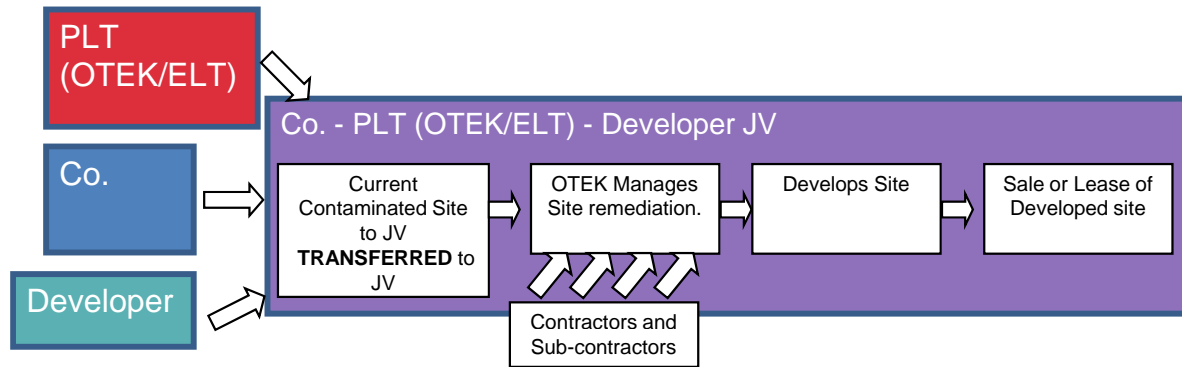 PLT
(OTEK/ELT)
Co. - PLT (OTEK/ELT) - Developer JV
Co.
Developer
Current
Contaminated Site
to JV
TRANSFERRED to
JV
OTEK Manages
Site remediation.
Develops Site
Sale or Lease of
Developed site
Contractors and
Sub-contractors